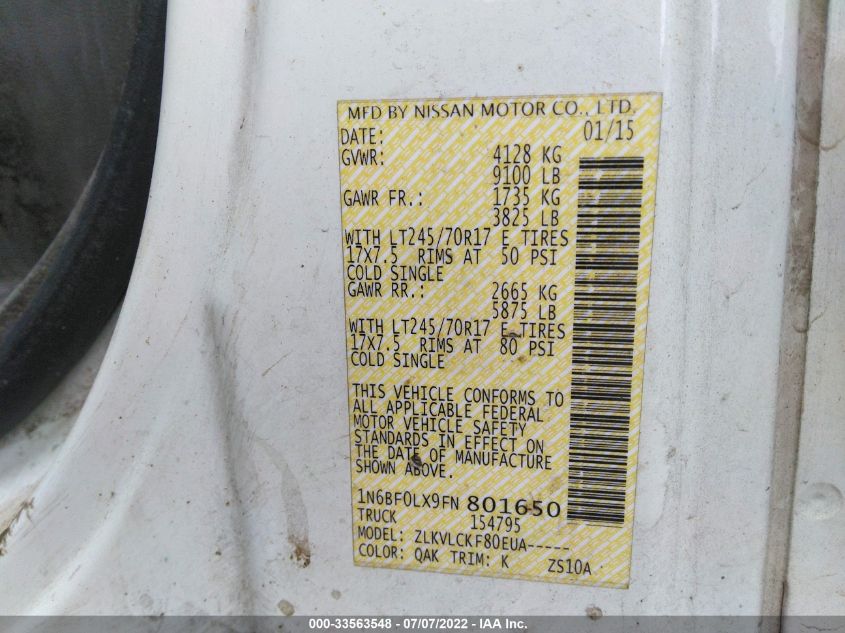 MFD BY NISSAN MOTOR CO., LTD.
DATE: 01/15
GVWR: 4128 KG
9100 LB
GAWR FR.: 1735 KG
3825 LB
WITH LT245/70R17 E TIRES
17X7.5 RIMS AT 50 PSI
COLD SINGLE
GAWR RR.: 2665 KG
5875 LB
WITH LT245/70R17 E TIRES
17X7.5 RIMS AT 80 PSI
COLD SINGLE
THIS VEHICLE CONFORMS TO
ALL APPLICABLE FEDERAL
MOTOR VEHICLE SAFETY
STANDARDS IN EFFECT ON
THE DATE OF MANUFACTURE
SHOWN ABOVE.
1N6BF0LX9FN 801650
TRUCK 154795
MODEL: ZLKVLCKF80EUA-----
COLOR: QAK TRIM: K ZS10A
000-33563548 - 07/07/2022 - IAA Inc.